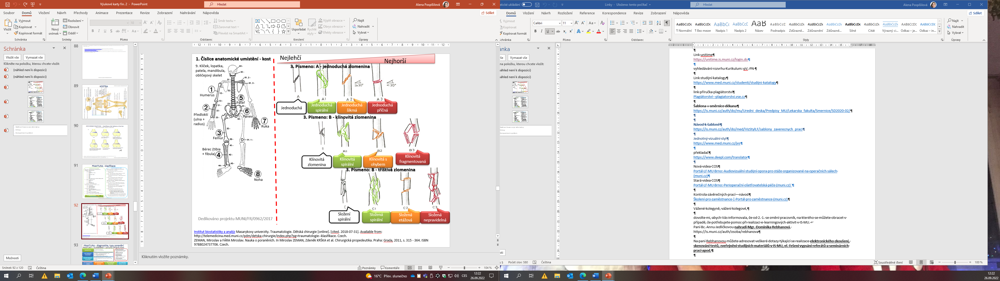 Výukové karty fin. 2 - PowerPoint
Hledat
Alena Pospíšilová
Soubor Domů Vložení Návrh Přechody Animace Prezentace Revize Zobrazení Nahrávání Nápověda
Sdílet
Vložit
Vyjmout
Kopírovat
Kopírovat formát
Schránka
Nový snímek
Rozložení
Obnovit
Oddíl
Snímky
Písmo
Směr textu
Zarovnat text
Převést na SmartArt
Odstavec
Uspořádat
Rychlé styly
Výplň obrazce
Obrys obrazce
Efekty obrazce
Kreslení
Najít
Nahradit
Vybrat
Úpravy
Schránka
Vložit vše
Vymazat vše
Klikněte na položku, kterou chcete vložit:
(náhled není k dispozici)
(náhled není k dispozici)
Možnosti
88
89
KOSTRA
90
91
FRAKTURA - klasifikace
92
93
FRAKTURA - diagnostika, typy poranění
1. Číslice anatomické umístění - kost
9. Klíček, lopatka,
patela, mandibula,
obličejový skelet
1
Humerus
2
Předloktí
(ulna +
radius)
3
Femur
Bérec (tibia
+ fibula)
4
5
Páteř
6
Pánev
7
Ruka
8
Noha
Nejlehčí
Nejhorší
3. Písmeno: A - jednoduchá zlomenina
≥30°
<30°
A
A1
A 2
A 3
Jednoduchá
Jednoduchá spirální
Jednoduchá šikmá
Jednoduchá příčná
3. Písmeno: B - klínovitá zlomenina
B
B1
B2
B3
Klínovitá zlomenina
Klínovitá spirální
Klínovitá s ohybem
Klínovitá fragmentovaná
3. Písmeno: B - tříštivá zlomenina
C
C1
C2
C3
Složení spirální
Složená spirální
Složená etážová
Složená nepravidelná
Dedikováno projektu MUNI/FR/0962/2017
Institut biostatistiky a analýz Masarykovy univerzity. Traumatologie. Dětská chirurgie [online]. [cited. 2018-07-31]. Available from:
http://telemedicina.med.muni.cz/pdm/detska-chirurgie/index.php?pg=traumatologie--klasifikace. Czech.
ZEMAN, Miroslav a FÁRA Miroslav. Nauka o poraněních. In Miroslav ZEMAN, Zdeněk KRŠKA et al. Chirurgická propedeutika. Praha: Grada, 2011, s. 315 - 364. ISBN
9788024737706. Czech.
Kliknutím vložíte poznámky.
Snímek 92 z 120
Čeština
Poznámky
Komentáře
104 %
16°C Přev. slunečno
CES
12:22
26.09.2022
atické ukládání
Linky - Uloženo: tento počítač
Hledat
Alena Pospíšilová
Domů Vložení Návrh Rozložení Reference Korespondence Revize Zobrazení Nápověda
Sdílet
Vyjmout
Kopírovat
Kopírovat formát
chránka
Calibri
11
Písmo
Odstavec
¶ Normální
¶ Bez mezer
Nadpis 1
Nadpis 2
Název
Podnadpis
Zdůrazně...
Zdůraznění
Zdůrazně...
Silné
Citát
Výrazný ci...
Odkaz – je...
Odkaz – in...
Styly
Najít
Nahradit
Vybrat
Úpravy
ánka
vše
Vymazat vše
na položku, kterou chcete vložit:
áhled není k dispozici)
áhled není k dispozici)
sti
¶
Link·unitime¶
https://unitime.is.muni.cz/login.do¶
¶
vyhledávání·rozvrhu·Kurikulum:·pV,·PN·¶
¶
Link·studijní·katalogy¶
https://www.med.muni.cz/studenti/studijni-katalogy¶
¶
link·příručka·plagiátorství¶
Plagiátorství·–·plagiatorstvi.vse.cz¶
¶
Šablona·+·směrnice·děkana¶
https://is.muni.cz/auth/do/mu/Uredni_deska/Predpisy_MU/Lekarska_fakulta/Smernice/SD2020-02/¶
¶
¶
Návod·k·šabloně¶
https://is.muni.cz/auth/do/med/VizStylLF/sablony_zaverecnych_praci¶
¶
Jednotný·vizuální·styl¶
https://www.med.muni.cz/jvs¶
¶
překladač¶
https://www.deepl.com/translator¶
¶
Nová·videa·COS¶
Portál·LF·MU·Brno:·Audiovizuální·studijní·opora·pro·stáže·organizované·na·operačních·sálech·
(muni.cz)¶
Stará·videa·COS¶
Portál·LF·MU·Brno:·Perioperační·ošetřovatelská·péče·(muni.cz)¨¶
¶
Kontrola·závěrečných·prací·–·návod¶
Školení·pro·zaměstnance·|·Portál·pro·zaměstnance·(muni.cz)¶
¶
Vážené·kolegyně,·vážení·kolegové,¶
¶
dovolte·mi,·abych·Vás·informovala,·že·od·2.·1.·se·změní·pracovník,·na·kterého·se·můžete·obracet·v·
případě,·že·potřebujete·pomoc·při·realizaci·e-learningových·aktivit·v·IS·MU.·↵
Paní·Bc.·Annu·Jedličkovou·nahradí·Mgr.·Dominika·Rebhanová,·
https://is.muni.cz/auth/osoba/rebhanova¶
¶
Na·paní·Rebhanovou·můžete·adresovat·veškeré·dotazy·týkající·se·realizace·elektronického·zkoušení,·
skenování·testů,·zveřejnění·studijních·materiálů·v·IS·MU,·el.·řešení·vypsání·referátů·a·seminárních·
prací·apod.¶
¶
z 5
Počet slov: 580
Čeština
Soustředěné čtení
100 %
12:22
26.09.2022